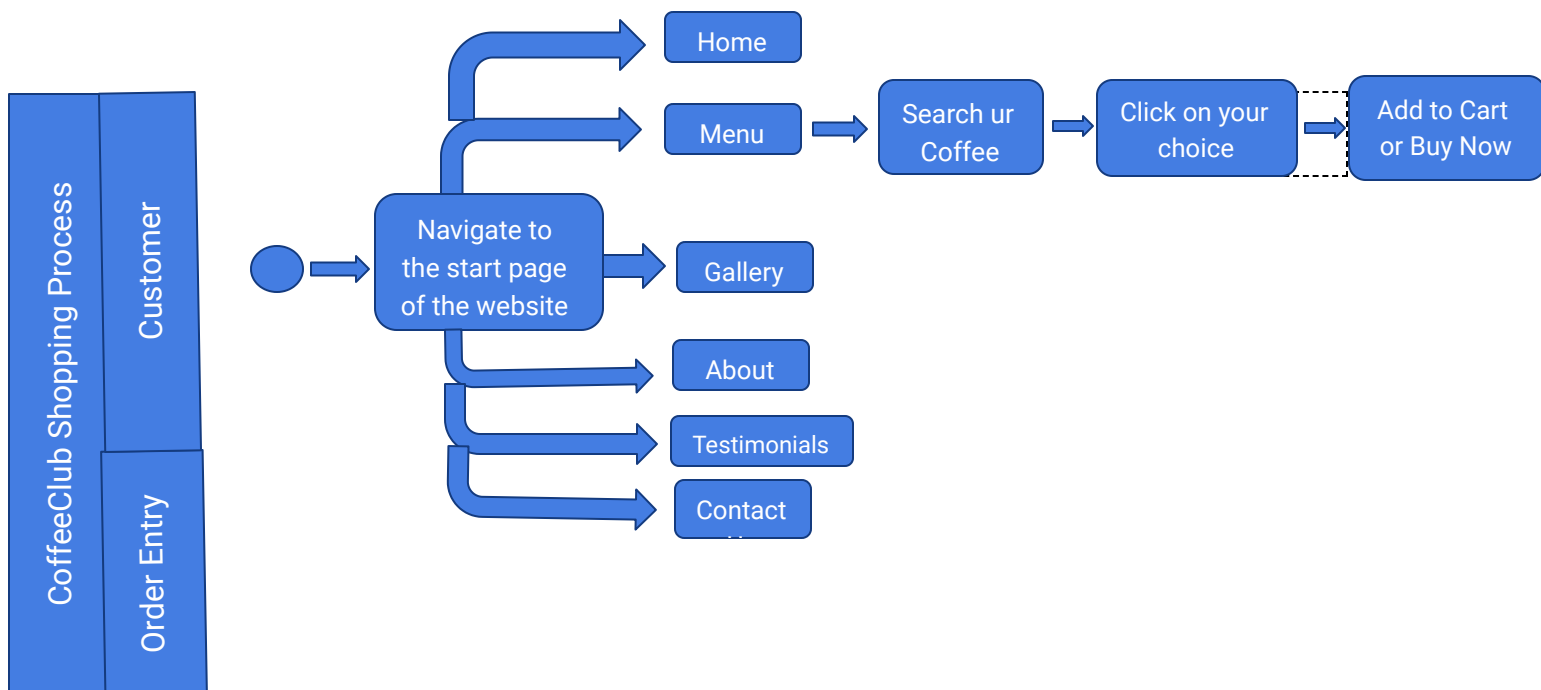 CoffeeClub Shopping Process
Customer
Order Entry
Navigate to
the start page
of the website
Home
Menu
Search ur
Coffee
Click on your
choice
Add to Cart
or Buy Now
Gallery
About
Testimonials
Contact